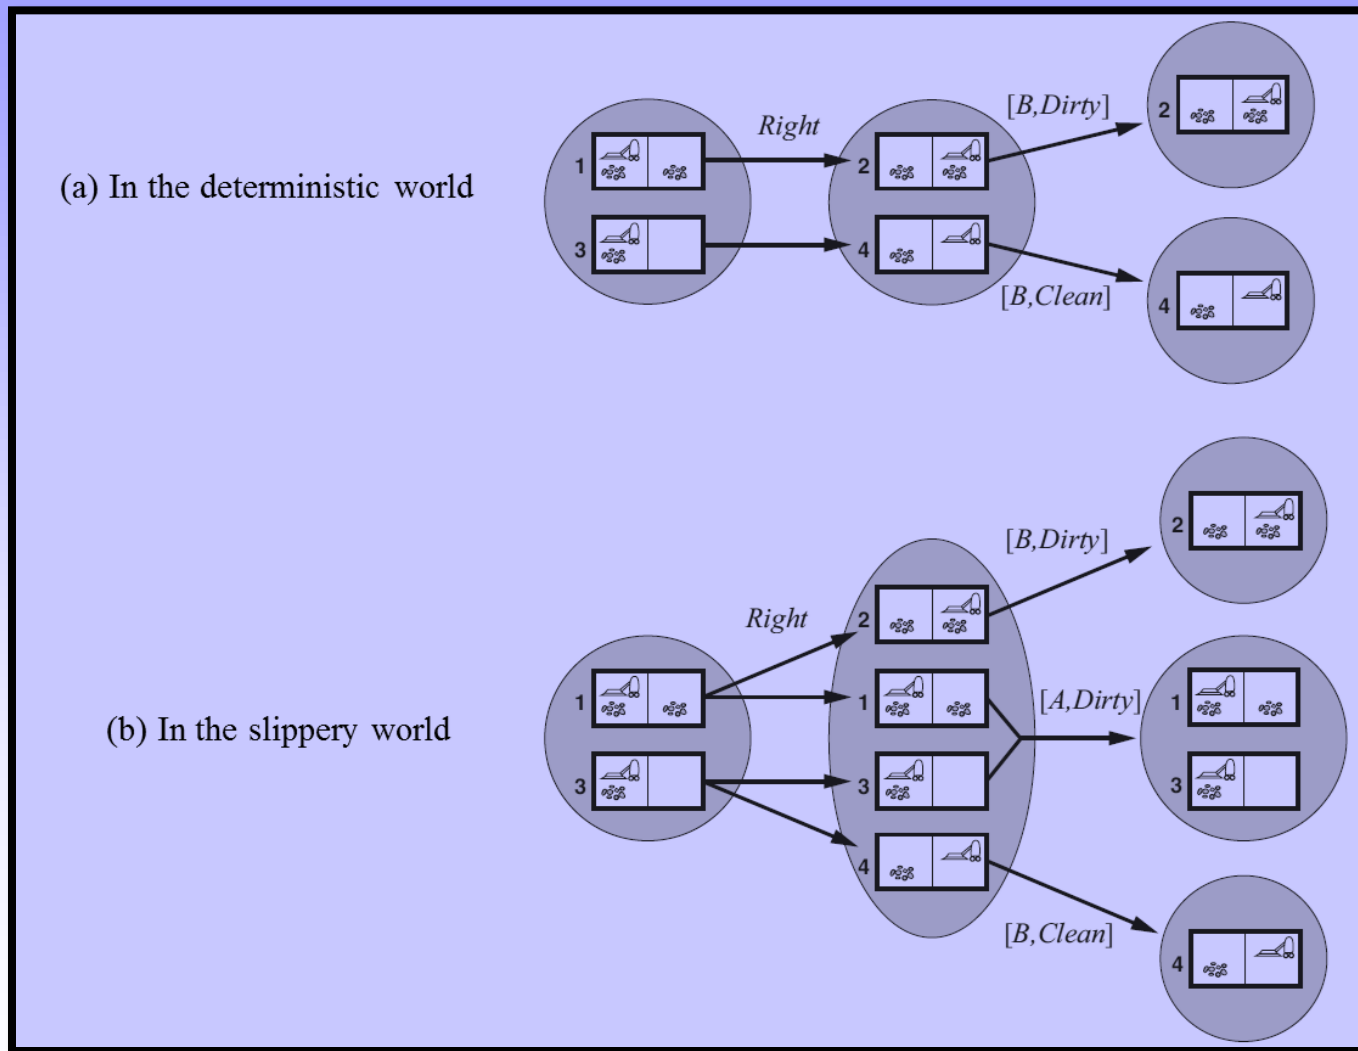 (a) In the deterministic world
1
3
Right
2
4
[B,Dirty]
[B,Clean]
2
4
(b) In the slippery world
1
3
Right
2
1
3
4
[B,Dirty]
[A,Dirty]
[B,Clean]
2
1
3
4